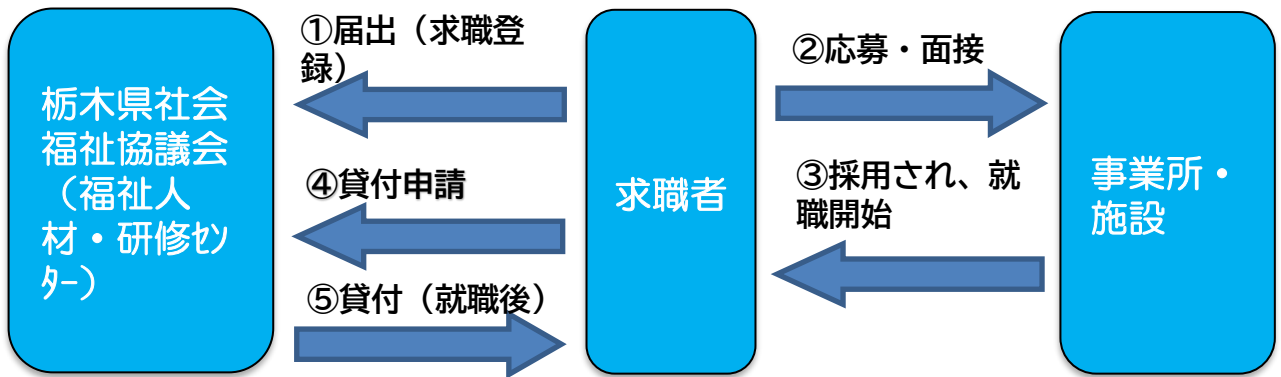 栃木県社会
福祉協議会
（福祉人
材・研修ｾﾝ
ﾀｰ）
①届出（求職登
録）
④貸付申請
⑤貸付（就職後）
求職者
②応募・面接
③採用され、就
職開始
事業所・
施設